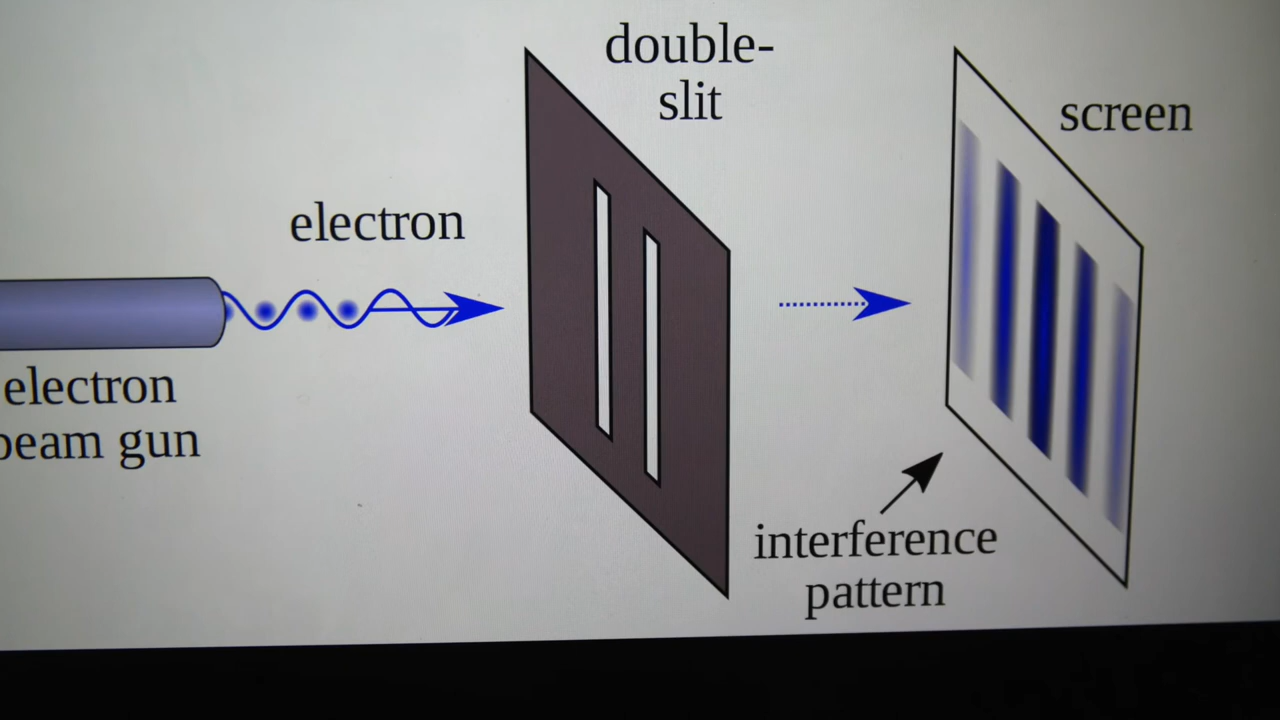 double-
slit
screen
electron
electron
beam gun
interference
pattern